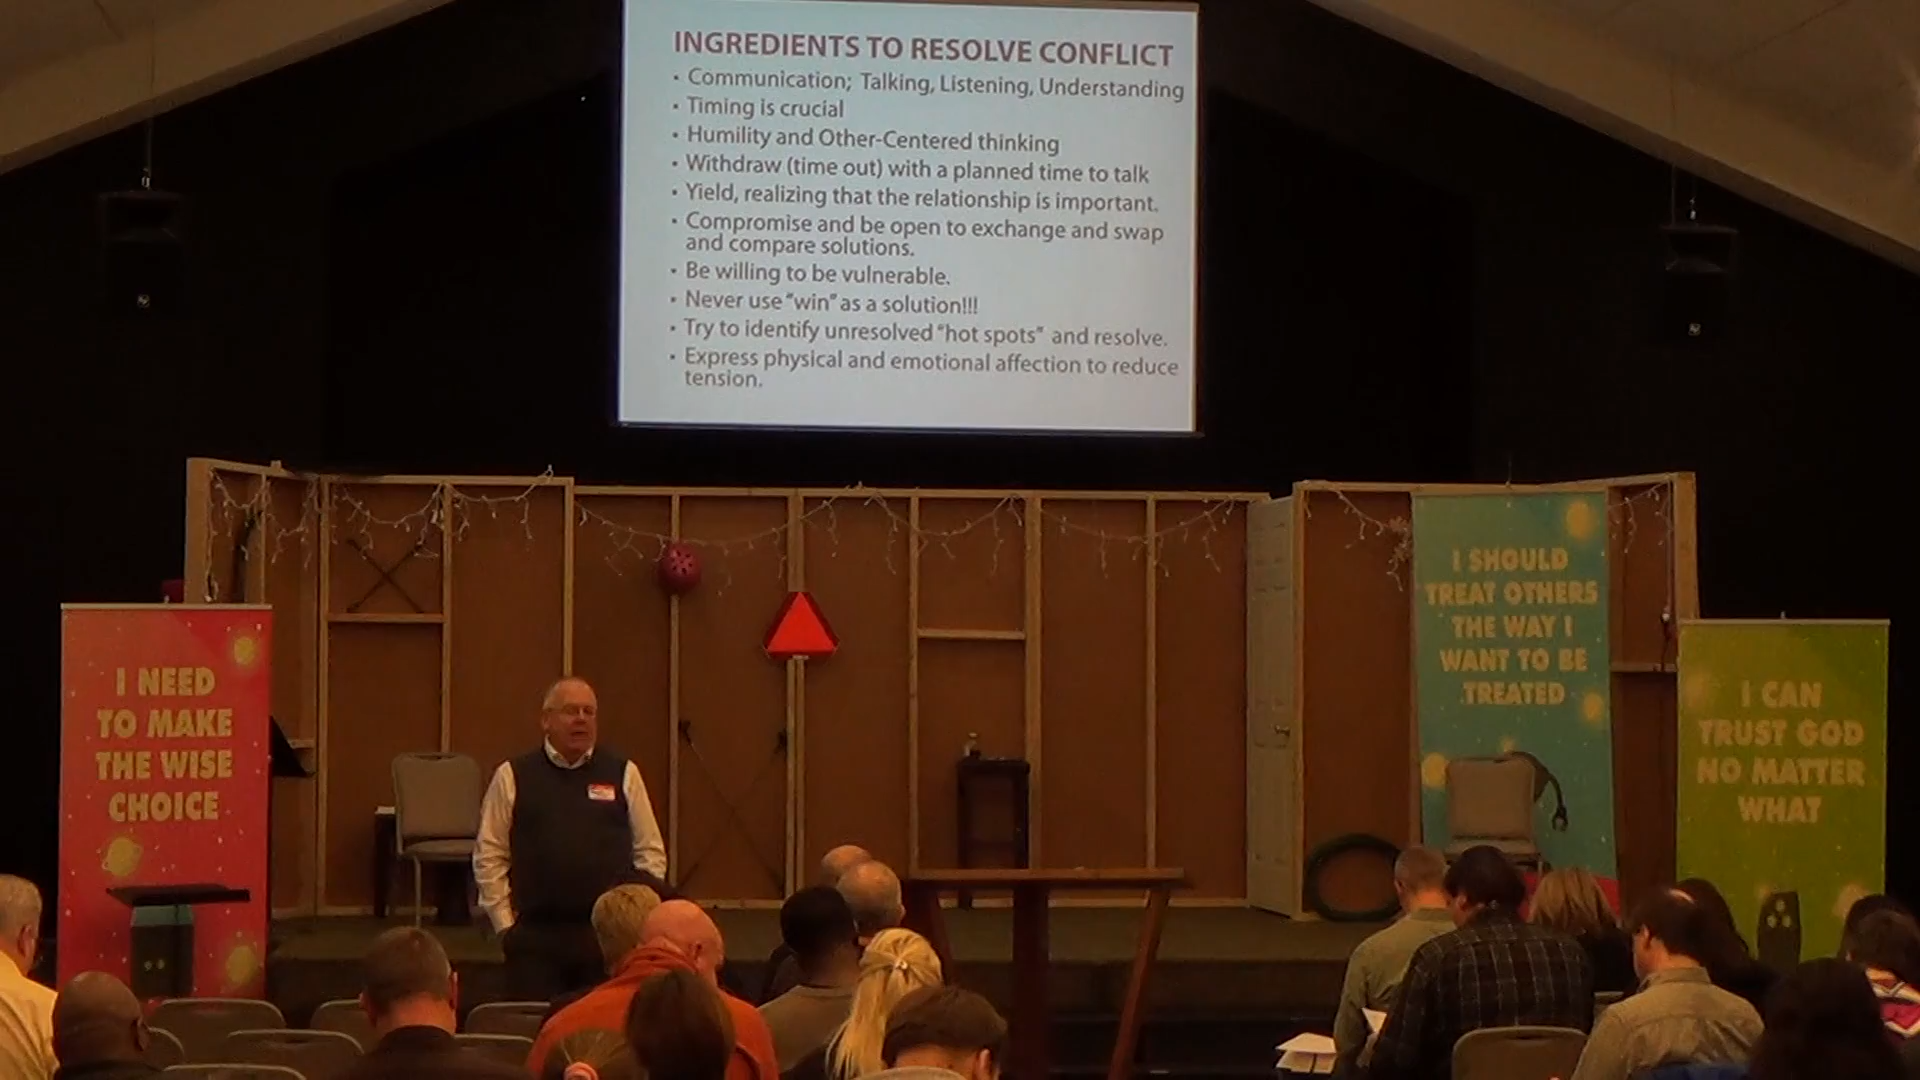 INGREDIENTS TO RESOLVE CONFLICT
• Communication; Talking, Listening, Understanding
• Timing is crucial
• Humility and Other-Centered thinking
• Withdraw (time out) with a planned time to talk
• Yield, realizing that the relationship is important.
• Compromise and be open to exchange and swap
and compare solutions.
• Be willing to be vulnerable.
• Never use "win" as a solution!!!
• Try to identify unresolved "hot spots" and resolve.
• Express physical and emotional affection to reduce
tension.
I NEED
TO MAKE
THE WISE
CHOICE
I SHOULD
TREAT OTHERS
THE WAY I
WANT TO BE
TREATED
I CAN
TRUST GOD
NO MATTER
WHAT